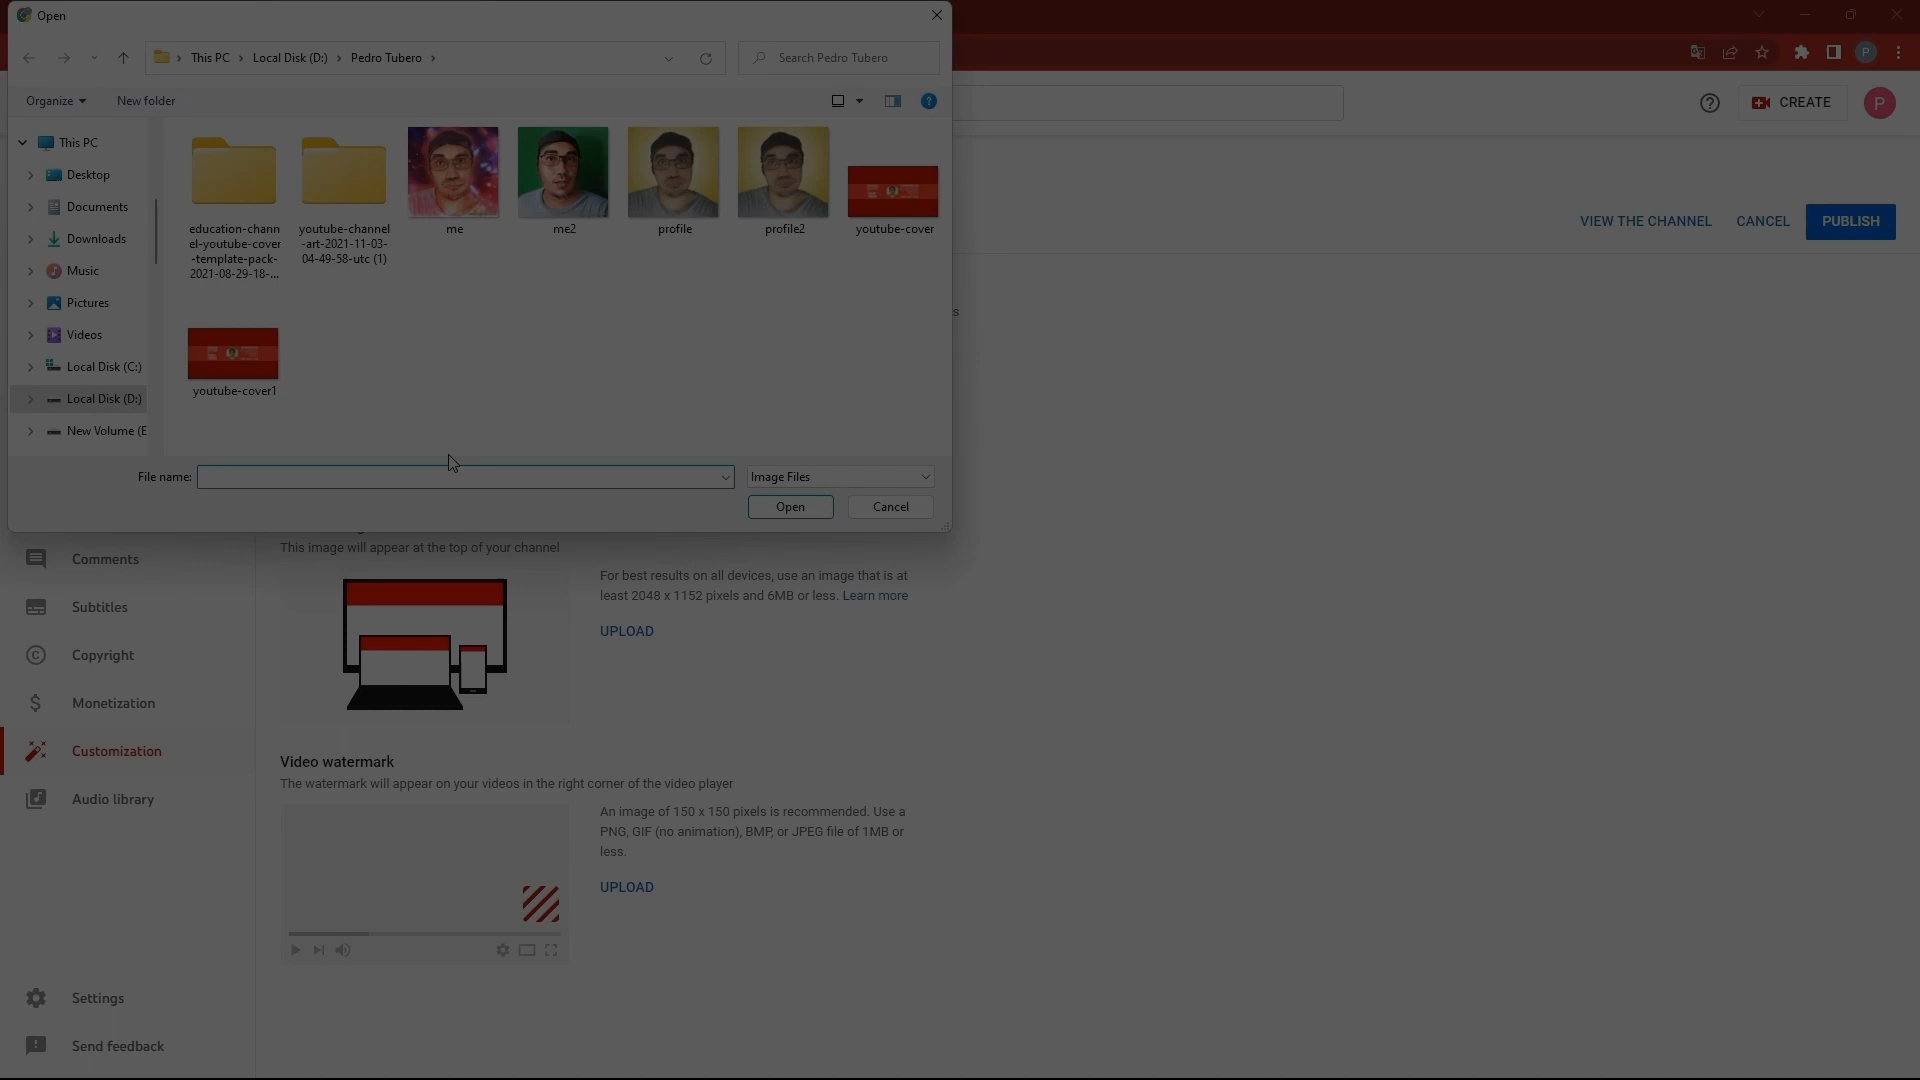 Open
This PC
Local Disk (D:)
Pedro Tubero
Search Pedro Tubero
Organize
New folder
This PC
Desktop
Documents
Downloads
Music
Pictures
Videos
Local Disk (C:)
Local Disk (D:)
New Volume (E
education-chann
el-youtube-cover
-template-pack-
2021-08-29-18-...
youtube-channel
-art-2021-11-03-
04-49-58-utc (1)
me
me2
profile
profile2
youtube-cover
youtube-cover1
File name:
Image Files
Open
Cancel
P
CREATE
P
VIEW THE CHANNEL
CANCEL
PUBLISH
s
This image will appear at the top of your channel
For best results on all devices, use an image that is at
least 2048 x 1152 pixels and 6MB or less. Learn more
UPLOAD
Comments
Subtitles
Copyright
Monetization
Customization
Audio library
Settings
Send feedback
Video watermark
The watermark will appear on your videos in the right corner of the video player
An image of 150 x 150 pixels is recommended. Use a
PNG, GIF (no animation), BMP, or JPEG file of 1MB or
less.
UPLOAD